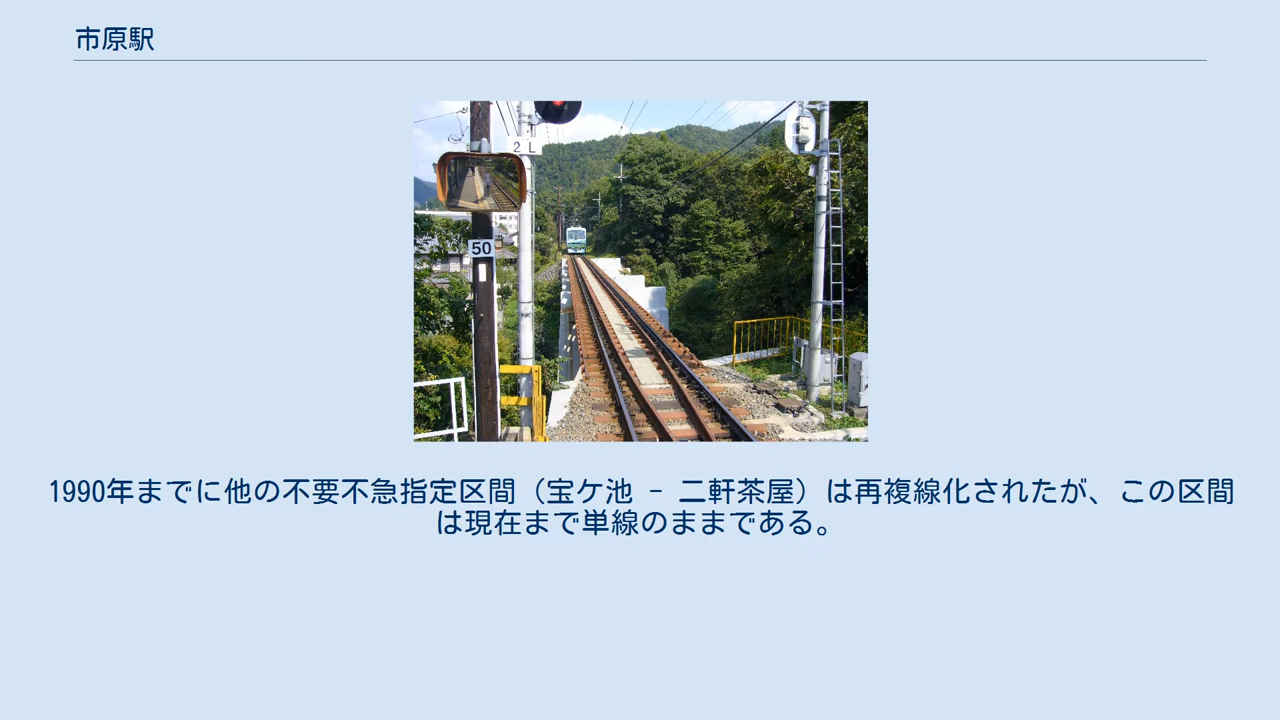 市原駅
2 L
50
1990年までに他の不要不急指定区間（宝ケ池 - 二軒茶屋）は再複線化されたが、この区間
は現在まで単線のままである。